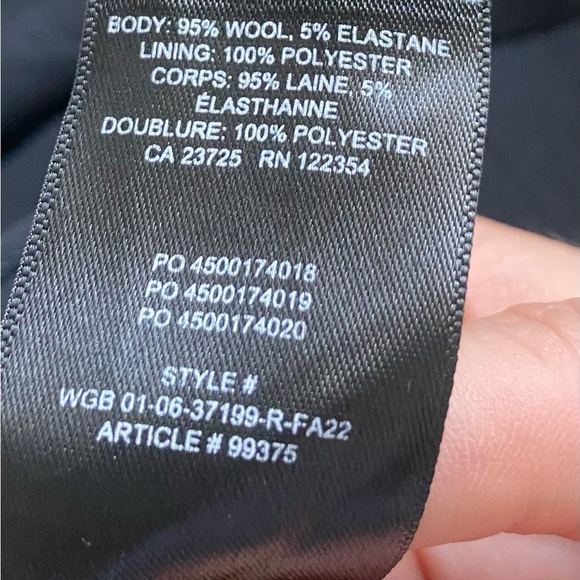 BODY: 95% WOOL, 5% ELASTANE
LINING: 100% POLYESTER
CORPS: 95% LAINE, 5%
ÉLASTHANNE
DOUBLURE: 100% POLYESTER
CA 23725 RN 122354
PO 4500174018
PO 4500174019
PO 4500174020
STYLE #
WGB 01-06-37199-R-FA22
ARTICLE # 99375